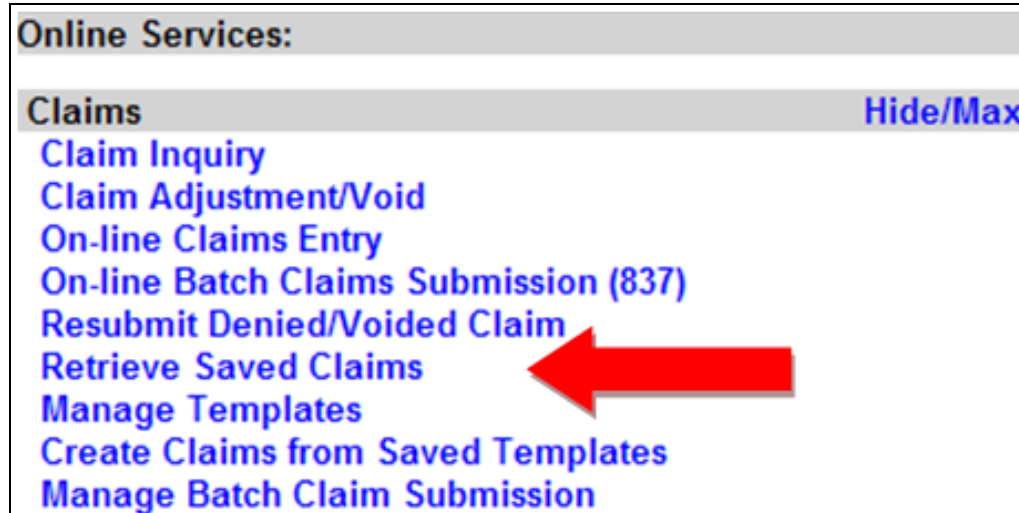 Online Services:
Claims Hide/Max
Claim Inquiry
Claim Adjustment/Void
On-line Claims Entry
On-line Batch Claims Submission (837)
Resubmit Denied/Voided Claim
Retrieve Saved Claims
Manage Templates
Create Claims from Saved Templates
Manage Batch Claim Submission